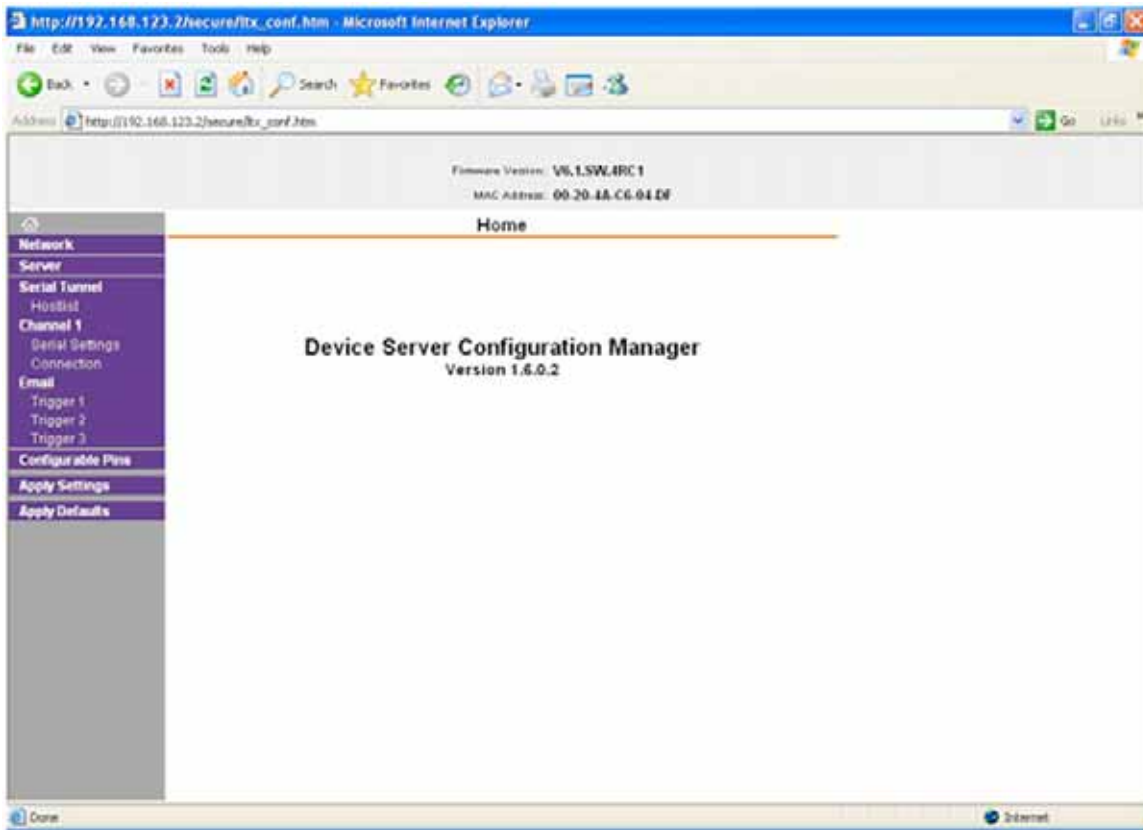 http://192.168.123.2/secure/ltx_conf.htm - Microsoft Internet Explorer
File Edit View Favorites Tools Help
Back Search Favorites
Address http://192.168.123.2/secure/ltx_conf.htm Go Links
Firmware Version: V6.1.SW.4RC1
MAC Address: 00-20-4A-C6-04-DF
Home
Network
Server
Serial Tunnel
Hostlist
Channel 1
Serial Settings
Connection
Email
Trigger 1
Trigger 2
Trigger 3
Configurable Pins
Apply Settings
Apply Defaults
Device Server Configuration Manager
Version 1.6.0.2
Done Internet